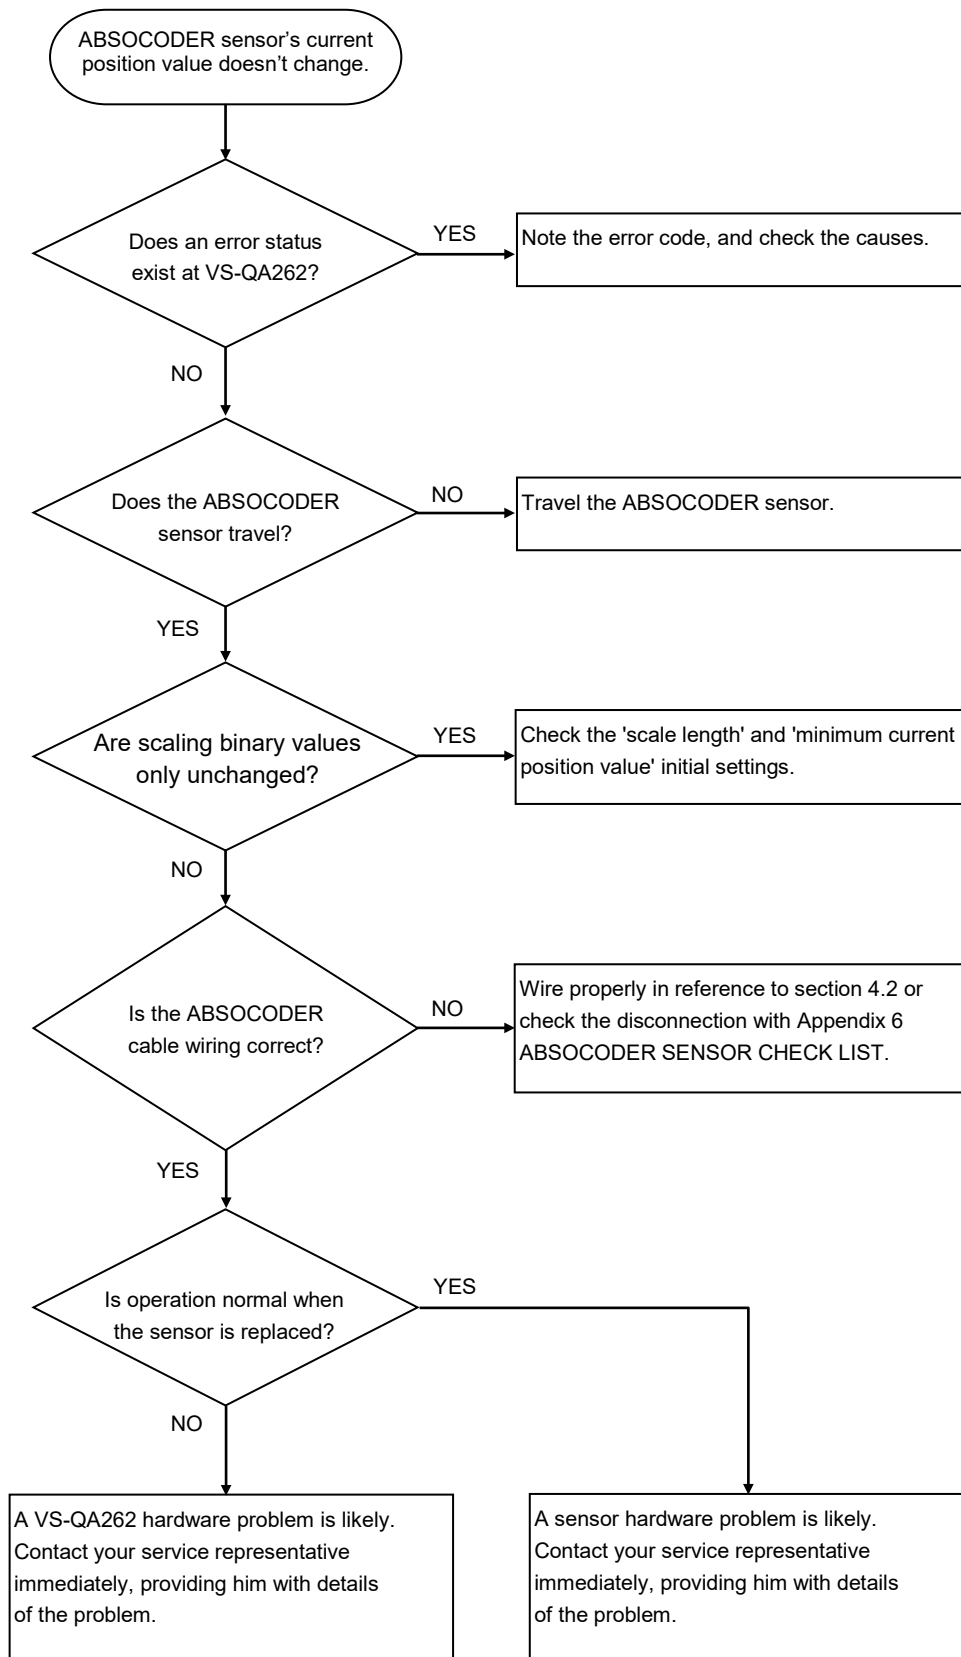 ABSOCODER sensor's current
position value doesn't change.
Does an error status
exist at VS-QA262?
YES
Note the error code, and check the causes.
NO
Does the ABSOCODER
sensor travel?
NO
Travel the ABSOCODER sensor.
YES
Are scaling binary values
only unchanged?
YES
Check the 'scale length' and 'minimum current
position value' initial settings.
NO
Is the ABSOCODER
cable wiring correct?
NO
Wire properly in reference to section 4.2 or
check the disconnection with Appendix 6
ABSOCODER SENSOR CHECK LIST.
YES
Is operation normal when
the sensor is replaced?
YES
NO
A VS-QA262 hardware problem is likely.
Contact your service representative
immediately, providing him with details
of the problem.
A sensor hardware problem is likely.
Contact your service representative
immediately, providing him with details
of the problem.